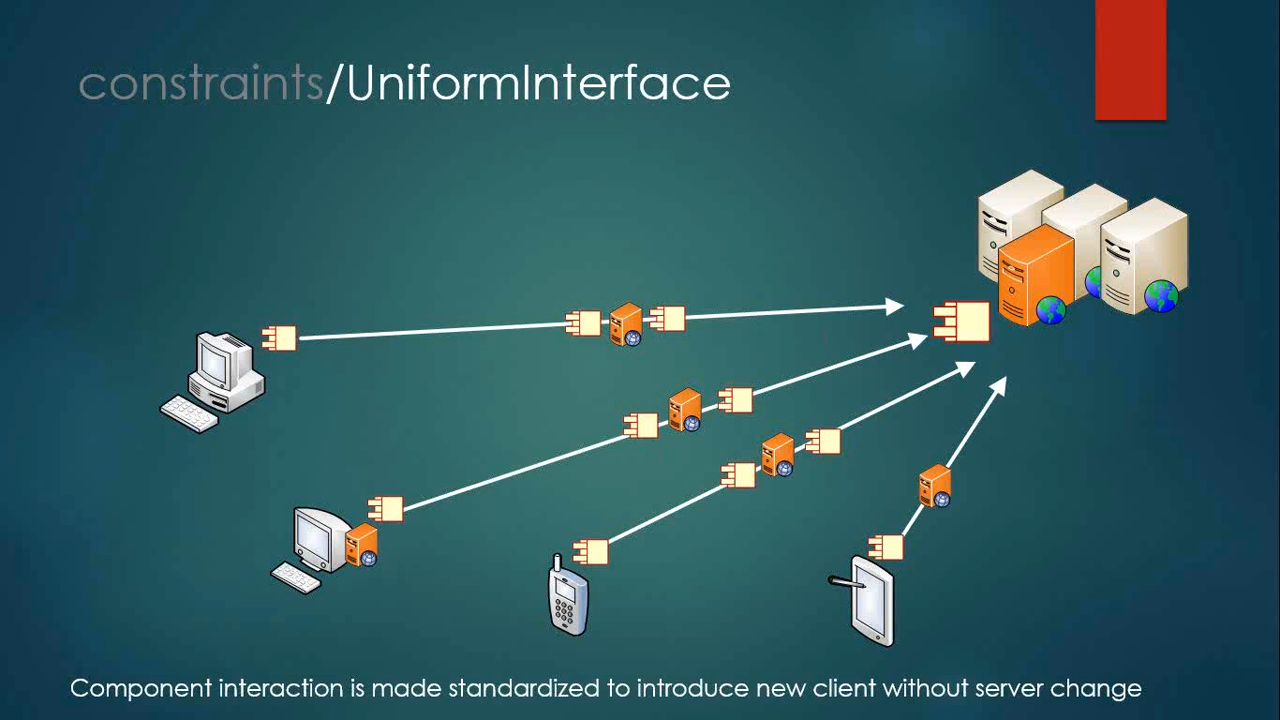 constraints/UniformInterface
Component interaction is made standardized to introduce new client without server change